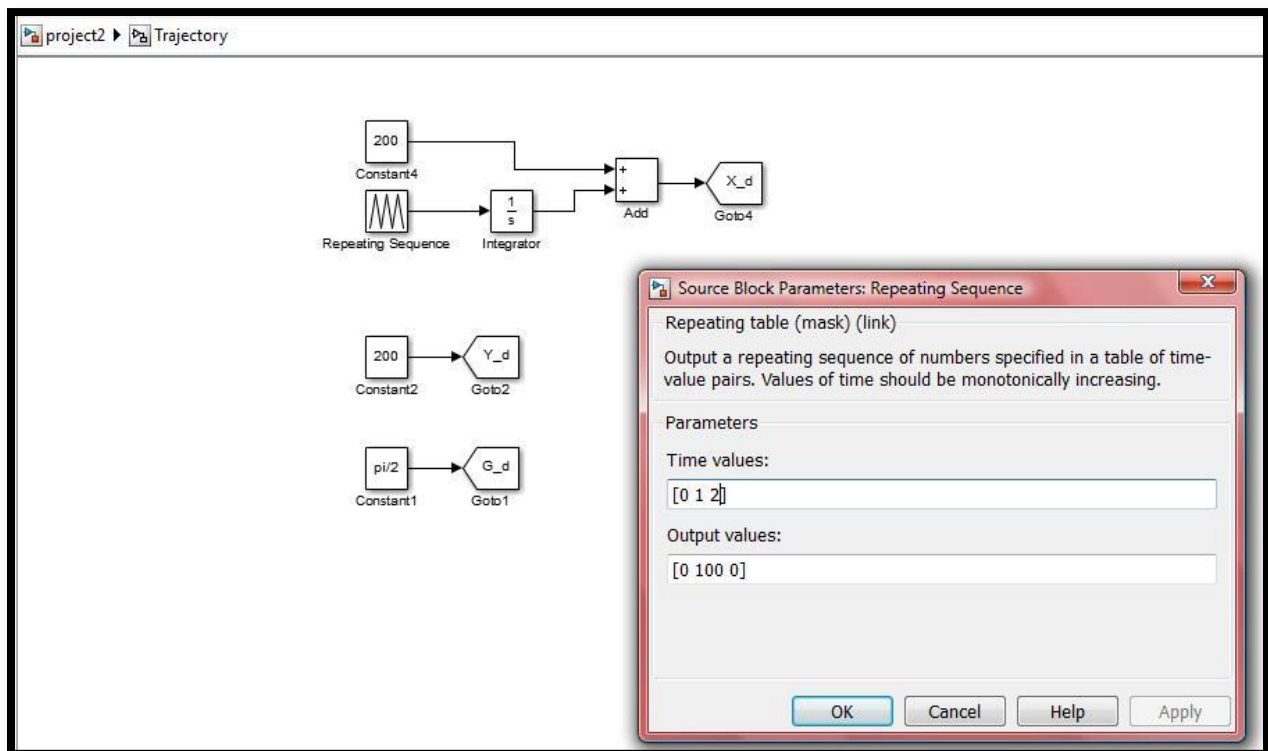 project2 ▶ Trajectory
200
Constant4
Repeating Sequence
1
s
Integrator
+
+
Add
X_d
Goto4
200
Constant2
Y_d
Goto2
pi/2
Constant1
G_d
Goto1
Source Block Parameters: Repeating Sequence
Repeating table (mask) (link)
Output a repeating sequence of numbers specified in a table of time-
value pairs. Values of time should be monotonically increasing.
Parameters
Time values:
[0 1 2]
Output values:
[0 100 0]
OK
Cancel
Help
Apply